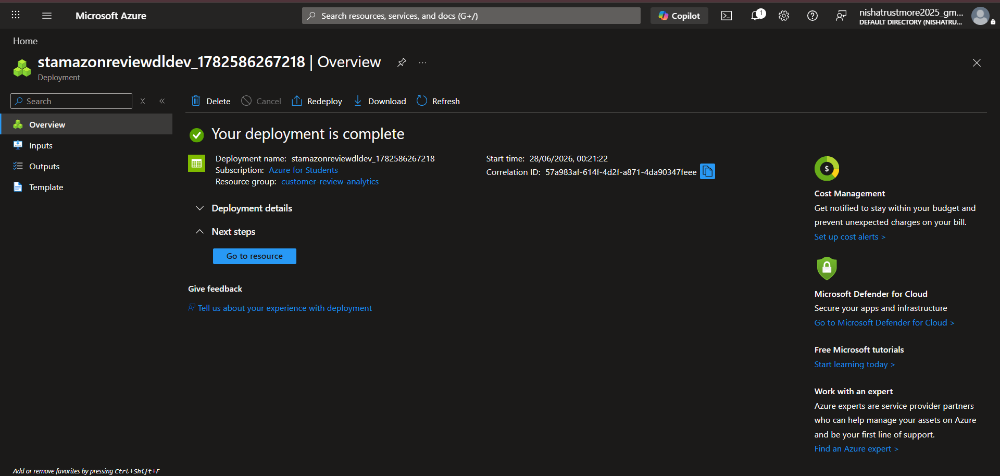 Microsoft Azure
Search resources, services, and docs (G+/)
Copilot
1
nishatrustmore2025_gm...
DEFAULT DIRECTORY (NISHATRU...
Home
stamazonreviewdldev_1782586267218 | Overview
Deployment
Search
Delete
Cancel
Redeploy
Download
Refresh
Overview
Inputs
Outputs
Template
Your deployment is complete
Deployment name: stamazonreviewdldev_1782586267218
Subscription: Azure for Students
Resource group: customer-review-analytics
Start time: 28/06/2026, 00:21:22
Correlation ID: 57a983af-614f-4d2f-a871-4da90347feee
Deployment details
Next steps
Go to resource
Give feedback
Tell us about your experience with deployment
$
Cost Management
Get notified to stay within your budget and
prevent unexpected charges on your bill.
Set up cost alerts >
Microsoft Defender for Cloud
Secure your apps and infrastructure
Go to Microsoft Defender for Cloud >
Free Microsoft tutorials
Start learning today >
Work with an expert
Azure experts are service provider partners
who can help manage your assets on Azure
and be your first line of support.
Find an Azure expert >
Add or remove favorites by pressing Ctrl+Shift+F